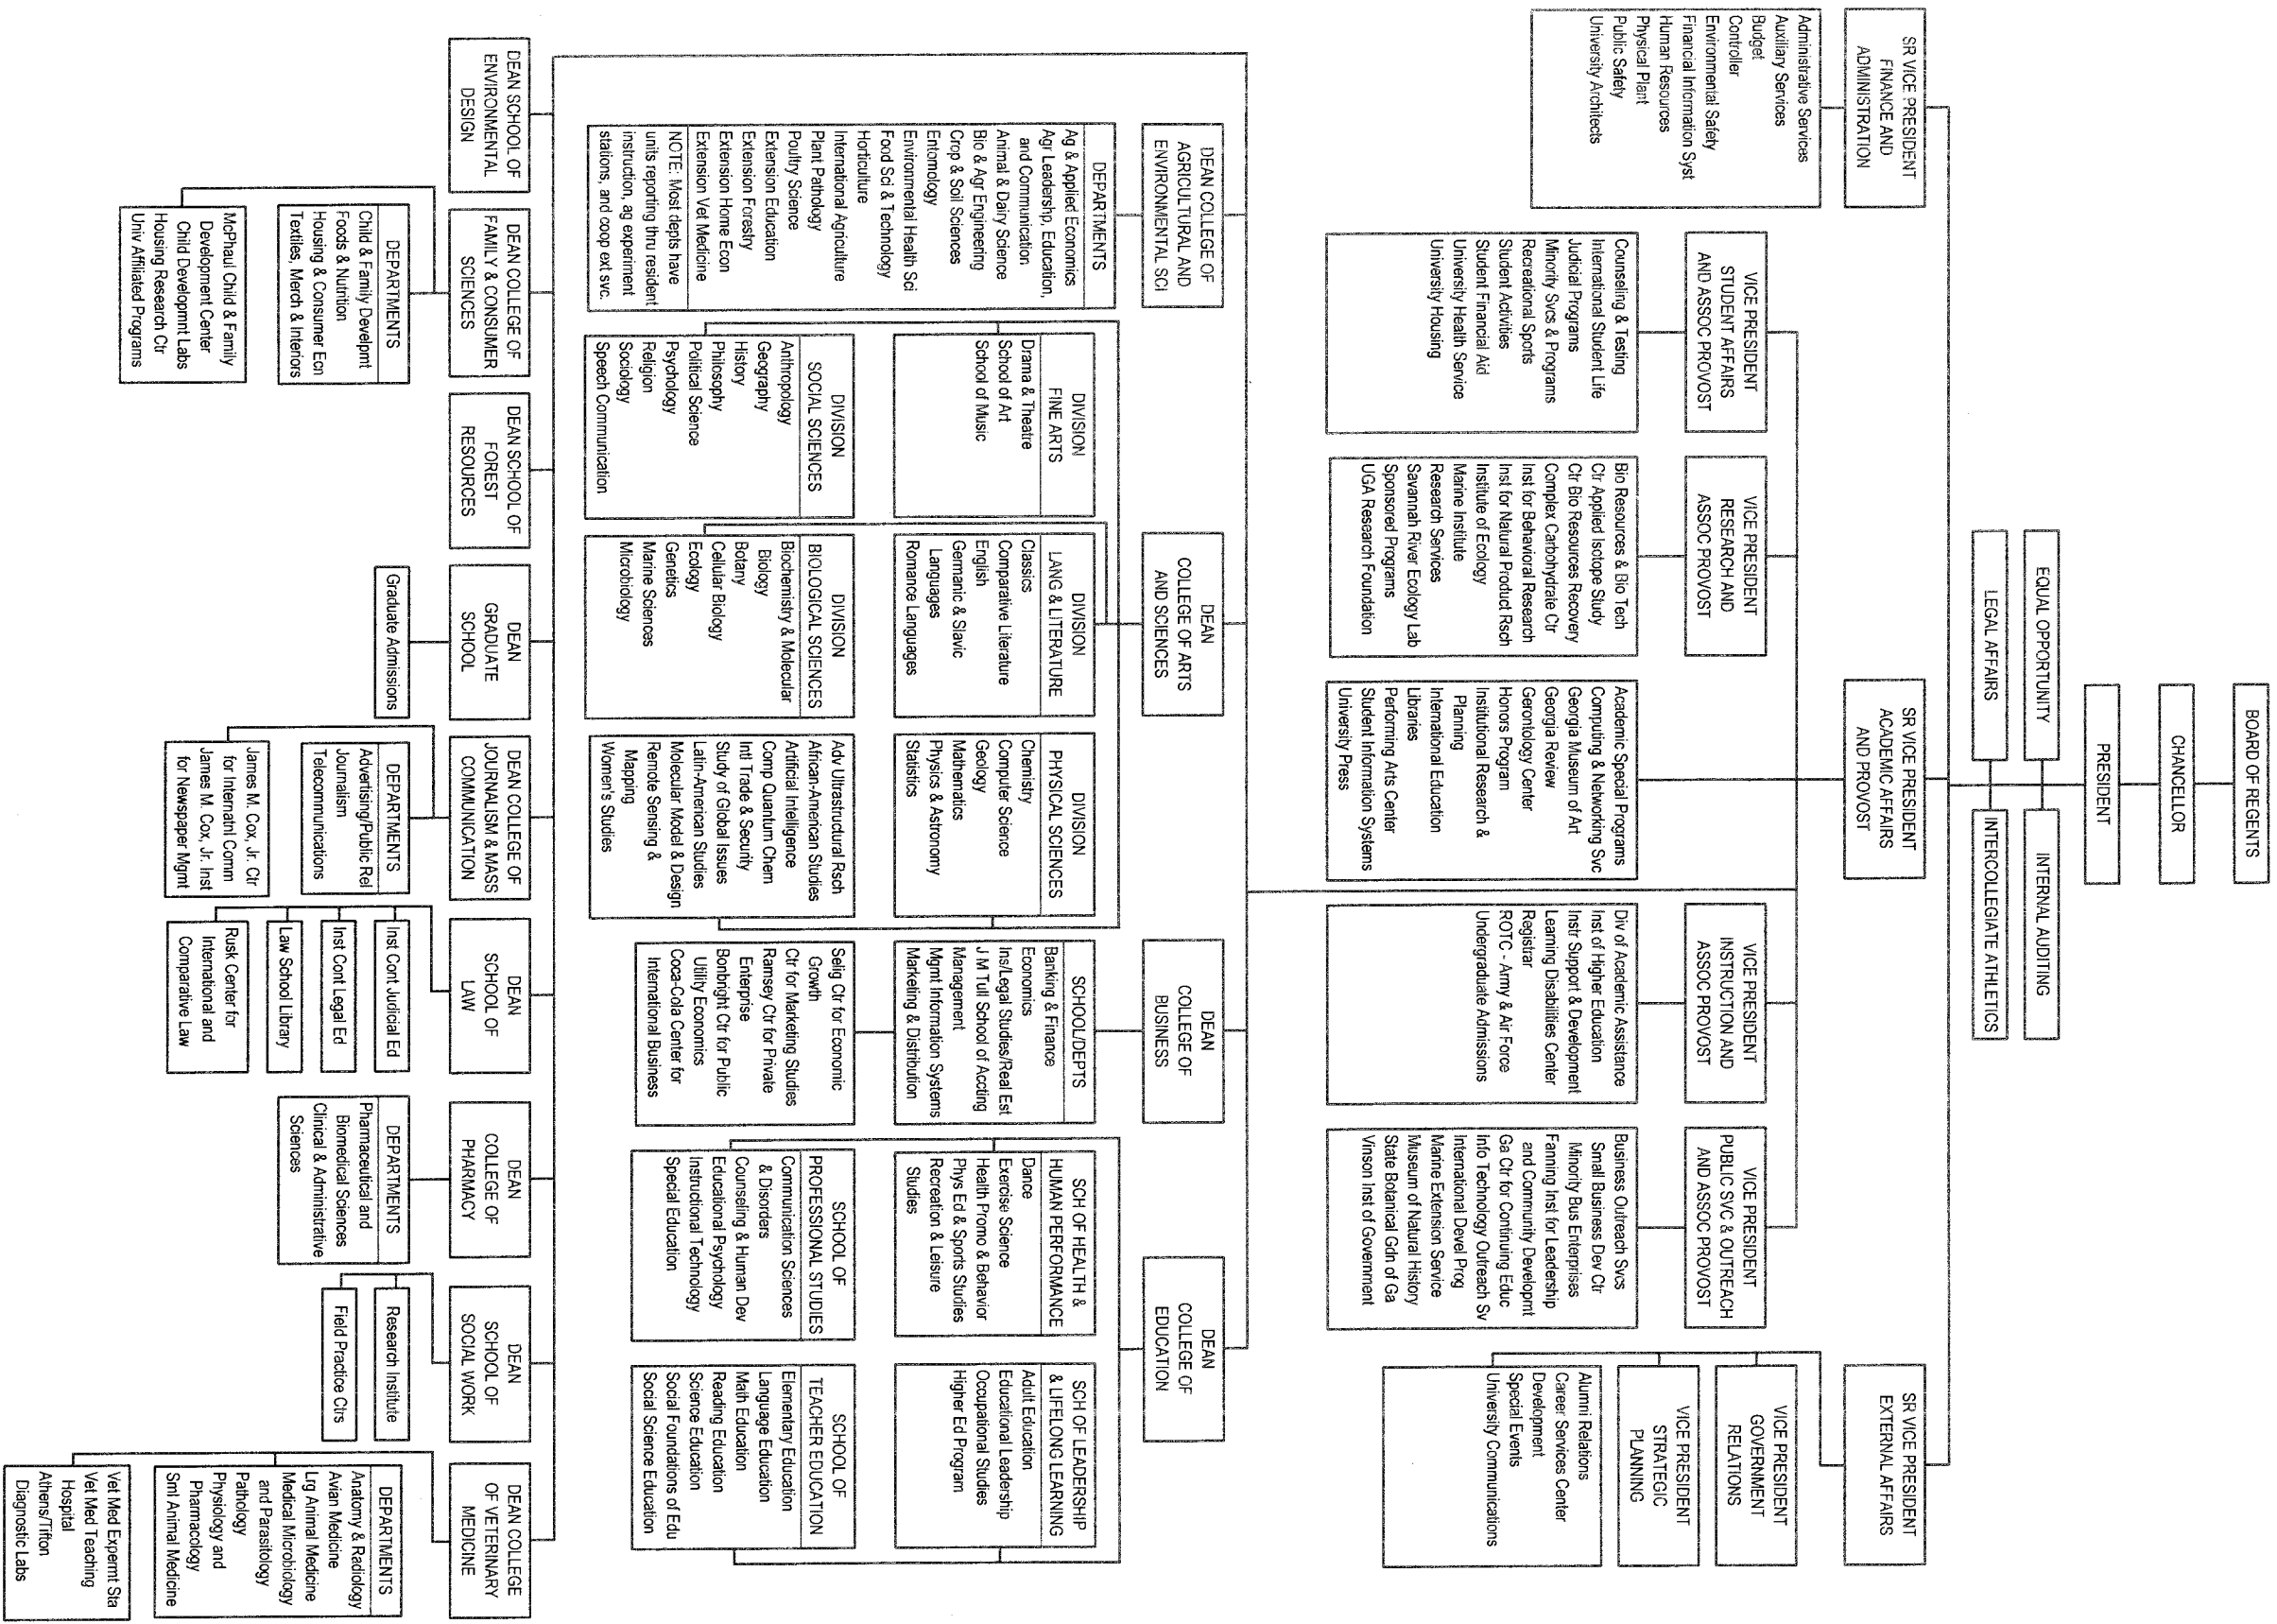 BOARD OF REGENTS
CHANCELLOR
PRESIDENT
EQUAL OPPORTUNITY
INTERNAL AUDITING
LEGAL AFFAIRS
INTERCOLLEGIATE ATHLETICS
SR VICE PRESIDENT
FINANCE AND
ADMINISTRATION
Administrative Services
Auxiliary Services
Budget
Controller
Environmental Safety
Financial Information Syst
Human Resources
Physical Plant
Public Safety
University Architects
SR VICE PRESIDENT
ACADEMIC AFFAIRS
AND PROVOST
SR VICE PRESIDENT
EXTERNAL AFFAIRS
VICE PRESIDENT
GOVERNMENT
RELATIONS
VICE PRESIDENT
STRATEGIC
PLANNING
Alumni Relations
Career Services Center
Development
Special Events
University Communications
VICE PRESIDENT
STUDENT AFFAIRS
AND ASSOC PROVOST
Counseling & Testing
International Student Life
Judicial Programs
Minority Svcs & Programs
Recreational Sports
Student Activities
Student Financial Aid
University Health Service
University Housing
VICE PRESIDENT
RESEARCH AND
ASSOC PROVOST
Bio Resources & Bio Tech
Ctr Applied Isotope Study
Ctr Bio Resources Recovery
Complex Carbohydrate Ctr
Inst for Behavioral Research
Inst for Natural Product Rsch
Institute of Ecology
Marine Institute
Research Services
Savannah River Ecology Lab
Sponsored Programs
UGA Research Foundation
Academic Special Programs
Computing & Networking Svc
Georgia Museum of Art
Georgia Review
Gerontology Center
Honors Program
Institutional Research &
Planning
International Education
Libraries
Performing Arts Center
Student Information Systems
University Press
VICE PRESIDENT
INSTRUCTION AND
ASSOC PROVOST
Div of Academic Assistance
Inst of Higher Education
Instr Support & Development
Learning Disabilities Center
Registrar
ROTC - Army & Air Force
Undergraduate Admissions
VICE PRESIDENT
PUBLIC SVC & OUTREACH
AND ASSOC PROVOST
Business Outreach Svcs
Small Business Dev Ctr
Minority Bus Enterprises
Fanning Inst for Leadership
and Community Developmt
Ga Ctr for Continuing Educ
Info Technology Outreach Sv
International Devel Prog
Marine Extension Service
Museum of Natural History
State Botanical Gdn of Ga
Vinson Inst of Government
DEAN COLLEGE OF
AGRICULTURAL AND
ENVIRONMENTAL SCI
DEPARTMENTS
Ag & Applied Economics
Agr Leadershp, Education,
and Communication
Animal & Dairy Science
Bio & Agr Engineering
Crop & Soil Sciences
Entomology
Environmental Health Sci
Food Sci & Technology
Horticulture
International Agriculture
Plant Pathology
Poultry Science
Extension Education
Extension Forestry
Extension Home Econ
Extension Vet Medicine
NOTE: Most depts have
units reporting thru resident
instruction, ag experiment
stations, and coop ext svc.
DEAN
COLLEGE OF ARTS
AND SCIENCES
DIVISION
FINE ARTS
Drama & Theatre
School of Art
School of Music
DIVISION
LANG & LITERATURE
Classics
Comparative Literature
English
Germanic & Slavic
Languages
Romance Languages
DIVISION
PHYSICAL SCIENCES
Chemistry
Computer Science
Geology
Mathematics
Physics & Astronomy
Statistics
DIVISION
SOCIAL SCIENCES
Anthropology
Geography
History
Philosophy
Political Science
Psychology
Religion
Sociology
Speech Communication
DIVISION
BIOLOGICAL SCIENCES
Biochemistry & Molecular
Biology
Botany
Cellular Biology
Ecology
Genetics
Marine Sciences
Microbiology
Adv Ultrastructural Rsch
African-American Studies
Artificial Intelligence
Comp Quantum Chem
Intl Trade & Security
Study of Global Issues
Latin-American Studies
Molecular Model & Design
Remote Sensing &
Mapping
Women's Studies
DEAN
COLLEGE OF
BUSINESS
SCHOOL/DEPTS
Banking & Finance
Economics
Ins/Legal Studies/Real Est
J M Tull School of Accting
Management
Mgmt Information Systems
Marketing & Distribution
Selig Ctr for Economic
Growth
Ctr for Marketing Studies
Ramsey Ctr for Private
Enterprise
Bonbright Ctr for Public
Utility Economics
Coca-Cola Center for
International Business
DEAN
COLLEGE OF
EDUCATION
SCH OF HEALTH &
HUMAN PERFORMANCE
Dance
Exercise Science
Health Promo & Behavior
Phys Ed & Sports Studies
Recreation & Leisure
Studies
SCH OF LEADERSHIP
& LIFELONG LEARNING
Adult Education
Educational Leadership
Occupational Studies
Higher Ed Program
SCHOOL OF
PROFESSIONAL STUDIES
Communication Sciences
& Disorders
Counseling & Human Dev
Educational Psychology
Instructional Technology
Special Education
SCHOOL OF
TEACHER EDUCATION
Elementary Education
Language Education
Math Education
Reading Education
Science Education
Social Foundations of Edu
Social Science Education
DEAN SCHOOL OF
ENVIRONMENTAL
DESIGN
DEAN COLLEGE OF
FAMILY & CONSUMER
SCIENCES
DEPARTMENTS
Child & Family Develpmt
Foods & Nutrition
Housing & Consumer Ecn
Textiles, Merch & Interiors
McPhaul Child & Family
Development Center
Child Developmnt Labs
Housing Research Ctr
Univ Affiliated Programs
DEAN SCHOOL OF
FOREST
RESOURCES
DEAN
GRADUATE
SCHOOL
Graduate Admissions
DEAN COLLEGE OF
JOURNALISM & MASS
COMMUNICATION
DEPARTMENTS
Advertising/Public Rel
Journalism
Telecommunications
James M. Cox, Jr. Ctr
for Internatnl Comm
James M. Cox, Jr. Inst
for Newspaper Mgmt
DEAN
SCHOOL OF
LAW
Inst Cont Judicial Ed
Inst Cont Legal Ed
Law School Library
Rusk Center for
International and
Comparative Law
DEAN
COLLEGE OF
PHARMACY
DEPARTMENTS
Pharmaceutical and
Biomedical Sciences
Clinical & Administrative
Sciences
DEAN
SCHOOL OF
SOCIAL WORK
Research Institute
Field Practice Ctrs
DEAN COLLEGE
OF VETERINARY
MEDICINE
DEPARTMENTS
Anatomy & Radiology
Avian Medicine
Lrg Animal Medicine
Medical Microbiology
and Parasitology
Pathology
Physiology and
Pharmacology
Sml Animal Medicine
Vet Med Expermt Sta
Vet Med Teaching
Hospital
Athens/Tifton
Diagnostic Labs